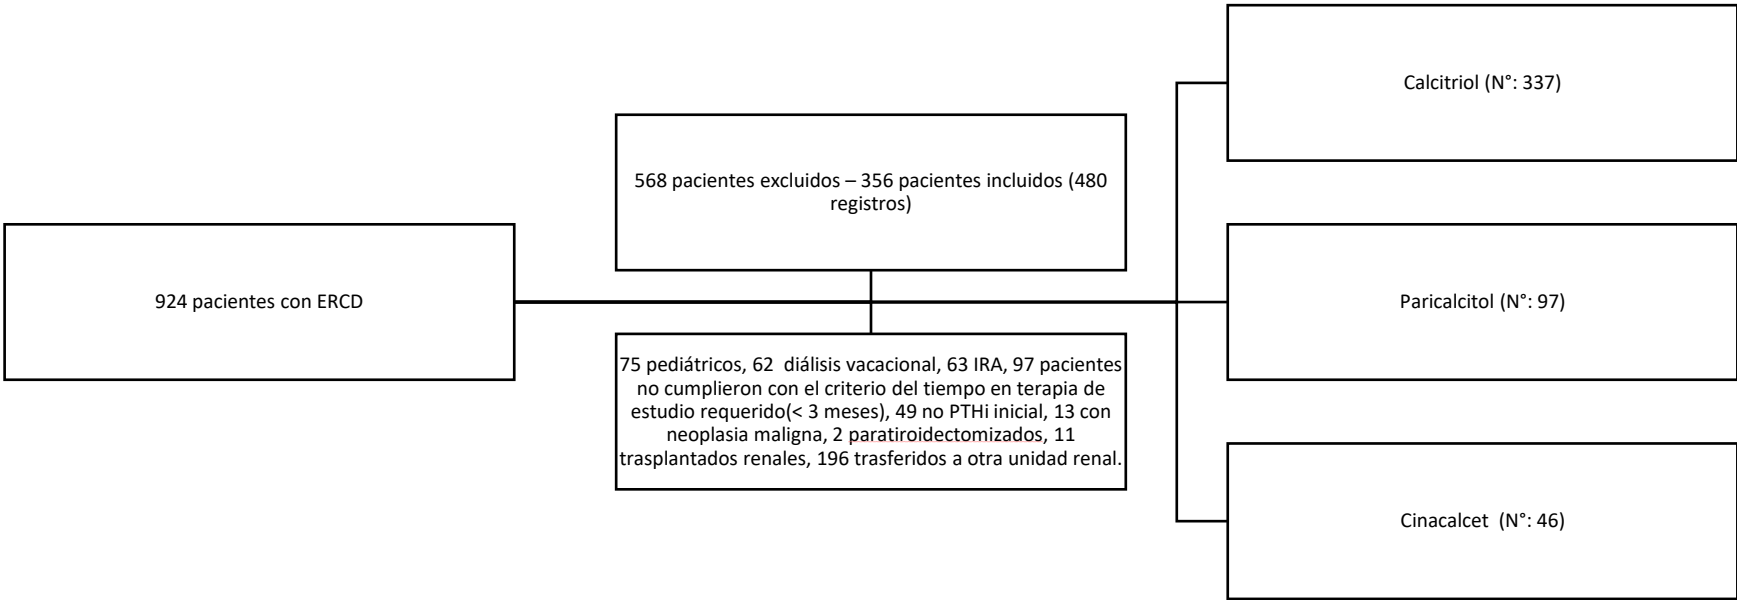 924 pacientes con ERCD
568 pacientes excluidos – 356 pacientes incluidos (480
registros)
75 pediátricos, 62  diálisis vacacional, 63 IRA, 97 pacientes
no cumplieron con el criterio del tiempo en terapia de
estudio requerido(< 3 meses), 49 no PTHi inicial, 13 con
neoplasia maligna, 2 paratiroidectomizados, 11
trasplantados renales, 196 trasferidos a otra unidad renal.
Calcitriol (N°: 337)
Paricalcitol (N°: 97)
Cinacalcet  (N°: 46)